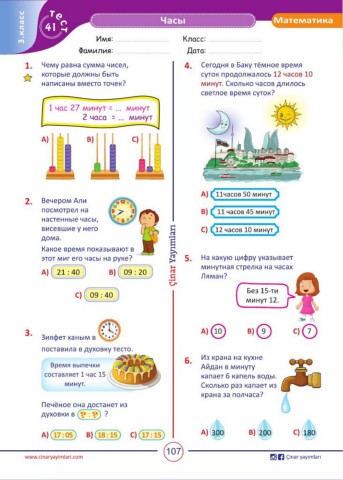 3.класс
тест
41
Часы
Математика
Имя:
Класс:
Фамилия:
Дата:
1. Чему равна сумма чисел,
которые должны быть
написаны вместо точек?
1 час 27 минут = ... минут
2 часа = ... минут
A) B) C)
2. Вечером Али
посмотрел на
настенные часы,
висевшие у него
дома.
Какое время показывают в
этот миг его часы на руке?
A) 21 : 40 B) 09 : 20
C) 09 : 40
3. Зияфет ханым в
поставила в духовку тесто.
Время выпечки
составляет 1 час 15
минут.
Печёное она достанет из
духовки в ? : ? ?
A) 17 : 05 B) 18 : 15 C) 17 : 15
Çinar Yayımları
4. Сегодня в Баку тёмное время
суток продолжалось 12 часов 10
минут. Сколько часов длилось
светлое время суток?
A) 11часов 50 минут
B) 11 часов 45 минут
C) 12 часов 10 минут
5. На какую цифру указывает
минутная стрелка на часах
Ляман?
Без 15-ти
минут 12.
A) 10 B) 9 C) 7
6. Из крана на кухне
Айдан в минуту
капает 6 капель воды.
Сколько раз капает из
крана за полчаса?
A) 300 B) 200 C) 180
www.cinaryayimlari.com
107
Çinar yayımları